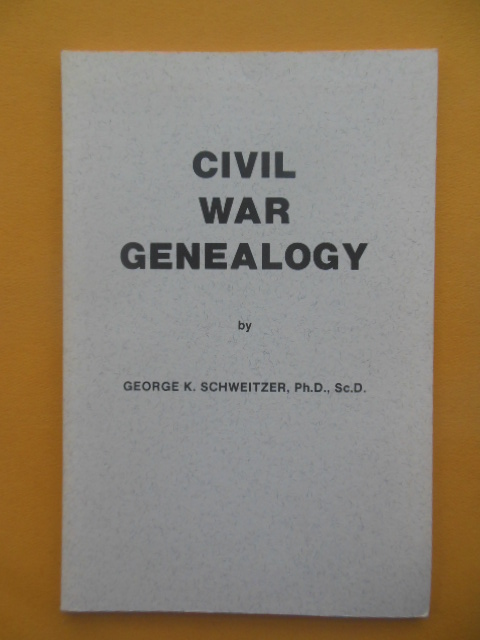 CIVIL
WAR
GENEALOGY
by
GEORGE K. SCHWEITZER, Ph.D., Sc.D.